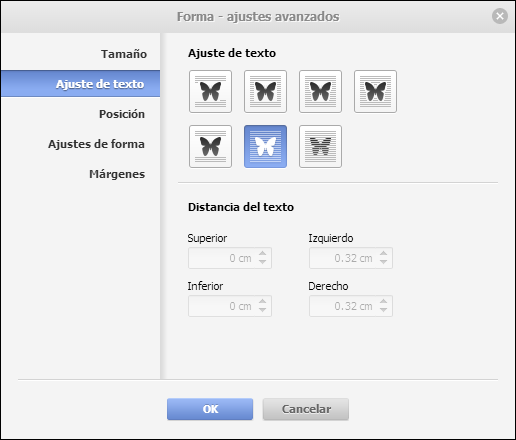 Forma - ajustes avanzados
Tamaño
Ajuste de texto
Posición
Ajustes de forma
Márgenes
Ajuste de texto
Distancia del texto
Superior Izquierdo
0 cm 0.32 cm
Inferior Derecho
0 cm 0.32 cm
OK Cancelar